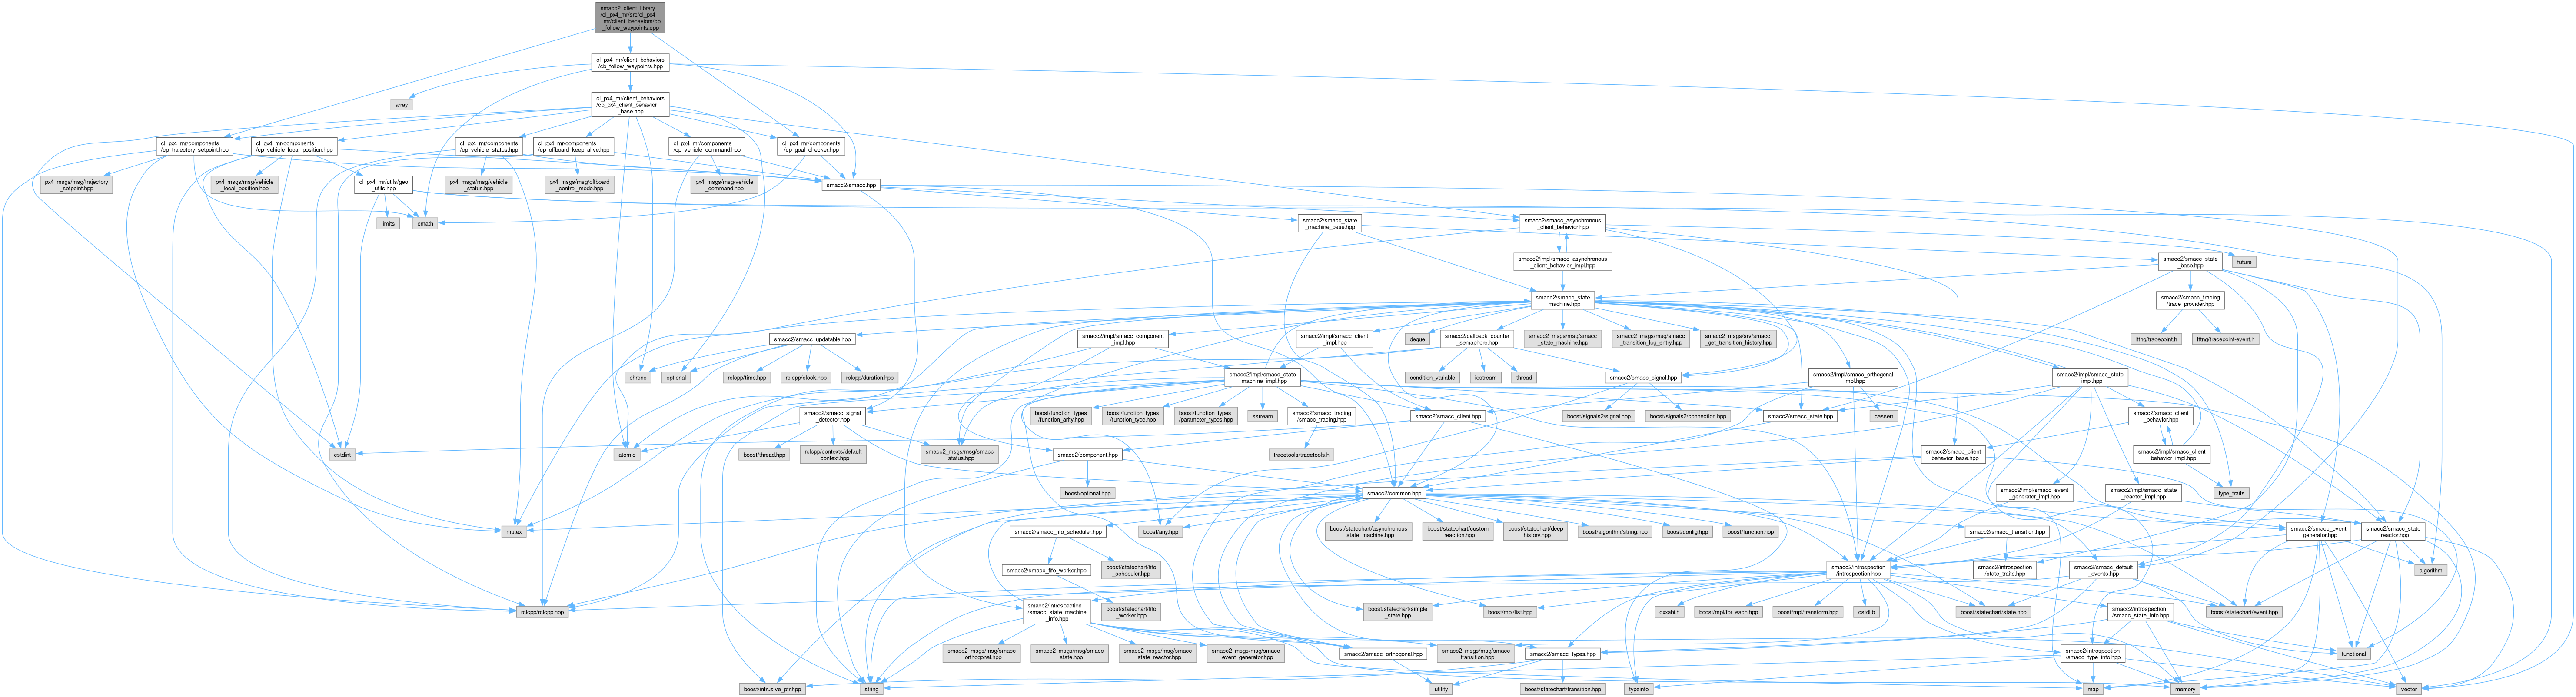 smacc2_client_library
/cl_px4_mr/src/cl_px4
_mr/client_behaviors/cb
_follow_waypoints.cpp
cl_px4_mr/client_behaviors
/cb_follow_waypoints.hpp
array
cl_px4_mr/client_behaviors
/cb_px4_client_behavior
_base.hpp
cl_px4_mr/components
/cp_trajectory_setpoint.hpp
cl_px4_mr/components
/cp_vehicle_local_position.hpp
cl_px4_mr/components
/cp_vehicle_status.hpp
cl_px4_mr/components
/cp_offboard_keep_alive.hpp
cl_px4_mr/components
/cp_vehicle_command.hpp
cl_px4_mr/components
/cp_goal_checker.hpp
px4_msgs/msg/trajectory
_setpoint.hpp
px4_msgs/msg/vehicle
_local_position.hpp
cl_px4_mr/utils/geo
_utils.hpp
px4_msgs/msg/vehicle
_status.hpp
px4_msgs/msg/offboard
_control_mode.hpp
px4_msgs/msg/vehicle
_command.hpp
smacc2/smacc.hpp
limits
cmath
smacc2/smacc_state
_machine_base.hpp
smacc2/smacc_asynchronous
_client_behavior.hpp
smacc2/impl/smacc_asynchronous
_client_behavior_impl.hpp
smacc2/smacc_state
_base.hpp
future
smacc2/smacc_state
_machine.hpp
smacc2/smacc_tracing
/trace_provider.hpp
smacc2/smacc_updatable.hpp
smacc2/impl/smacc_component
_impl.hpp
smacc2/impl/smacc_client
_impl.hpp
deque
smacc2/callback_counter
_semaphore.hpp
smacc2_msgs/msg/smacc
_state_machine.hpp
smacc2_msgs/msg/smacc
_transition_log_entry.hpp
smacc2_msgs/srv/smacc
_get_transition_history.hpp
lttng/tracepoint.h
lttng/tracepoint-event.h
chrono
optional
rclcpp/time.hpp
rclcpp/clock.hpp
rclcpp/duration.hpp
smacc2/impl/smacc_state
_machine_impl.hpp
condition_variable
iostream
thread
smacc2/smacc_signal.hpp
smacc2/impl/smacc_orthogonal
_impl.hpp
smacc2/impl/smacc_state
_impl.hpp
smacc2/smacc_signal
_detector.hpp
boost/function_types
/function_arity.hpp
boost/function_types
/function_type.hpp
boost/function_types
/parameter_types.hpp
sstream
smacc2/smacc_tracing
/smacc_tracing.hpp
smacc2/smacc_client.hpp
boost/signals2/signal.hpp
boost/signals2/connection.hpp
smacc2/smacc_state.hpp
cassert
smacc2/smacc_client
_behavior.hpp
cstdint
atomic
boost/thread.hpp
rclcpp/contexts/default
_context.hpp
smacc2_msgs/msg/smacc
_status.hpp
smacc2/component.hpp
tracetools/tracetools.h
smacc2/smacc_client
_behavior_base.hpp
smacc2/impl/smacc_client
_behavior_impl.hpp
boost/optional.hpp
smacc2/common.hpp
smacc2/impl/smacc_event
_generator_impl.hpp
smacc2/impl/smacc_state
_reactor_impl.hpp
type_traits
mutex
smacc2/smacc_fifo_scheduler.hpp
boost/any.hpp
boost/statechart/asynchronous
_state_machine.hpp
boost/statechart/custom
_reaction.hpp
boost/statechart/deep
_history.hpp
boost/algorithm/string.hpp
boost/config.hpp
boost/function.hpp
smacc2/smacc_transition.hpp
smacc2/smacc_event
_generator.hpp
smacc2/smacc_state
_reactor.hpp
smacc2/smacc_fifo_worker.hpp
boost/statechart/fifo
_scheduler.hpp
smacc2/introspection
/introspection.hpp
smacc2/introspection
/state_traits.hpp
smacc2/smacc_default
_events.hpp
algorithm
rclcpp/rclcpp.hpp
smacc2/introspection
/smacc_state_machine
_info.hpp
boost/statechart/fifo
_worker.hpp
boost/statechart/simple
_state.hpp
boost/mpl/list.hpp
cxxabi.h
boost/mpl/for_each.hpp
boost/mpl/transform.hpp
cstdlib
boost/statechart/state.hpp
smacc2/introspection
/smacc_state_info.hpp
boost/statechart/event.hpp
smacc2_msgs/msg/smacc
_orthogonal.hpp
smacc2_msgs/msg/smacc
_state.hpp
smacc2_msgs/msg/smacc
_state_reactor.hpp
smacc2_msgs/msg/smacc
_event_generator.hpp
smacc2/smacc_orthogonal.hpp
smacc2_msgs/msg/smacc
_transition.hpp
smacc2/smacc_types.hpp
smacc2/introspection
/smacc_type_info.hpp
functional
boost/intrusive_ptr.hpp
string
utility
boost/statechart/transition.hpp
typeinfo
map
memory
vector